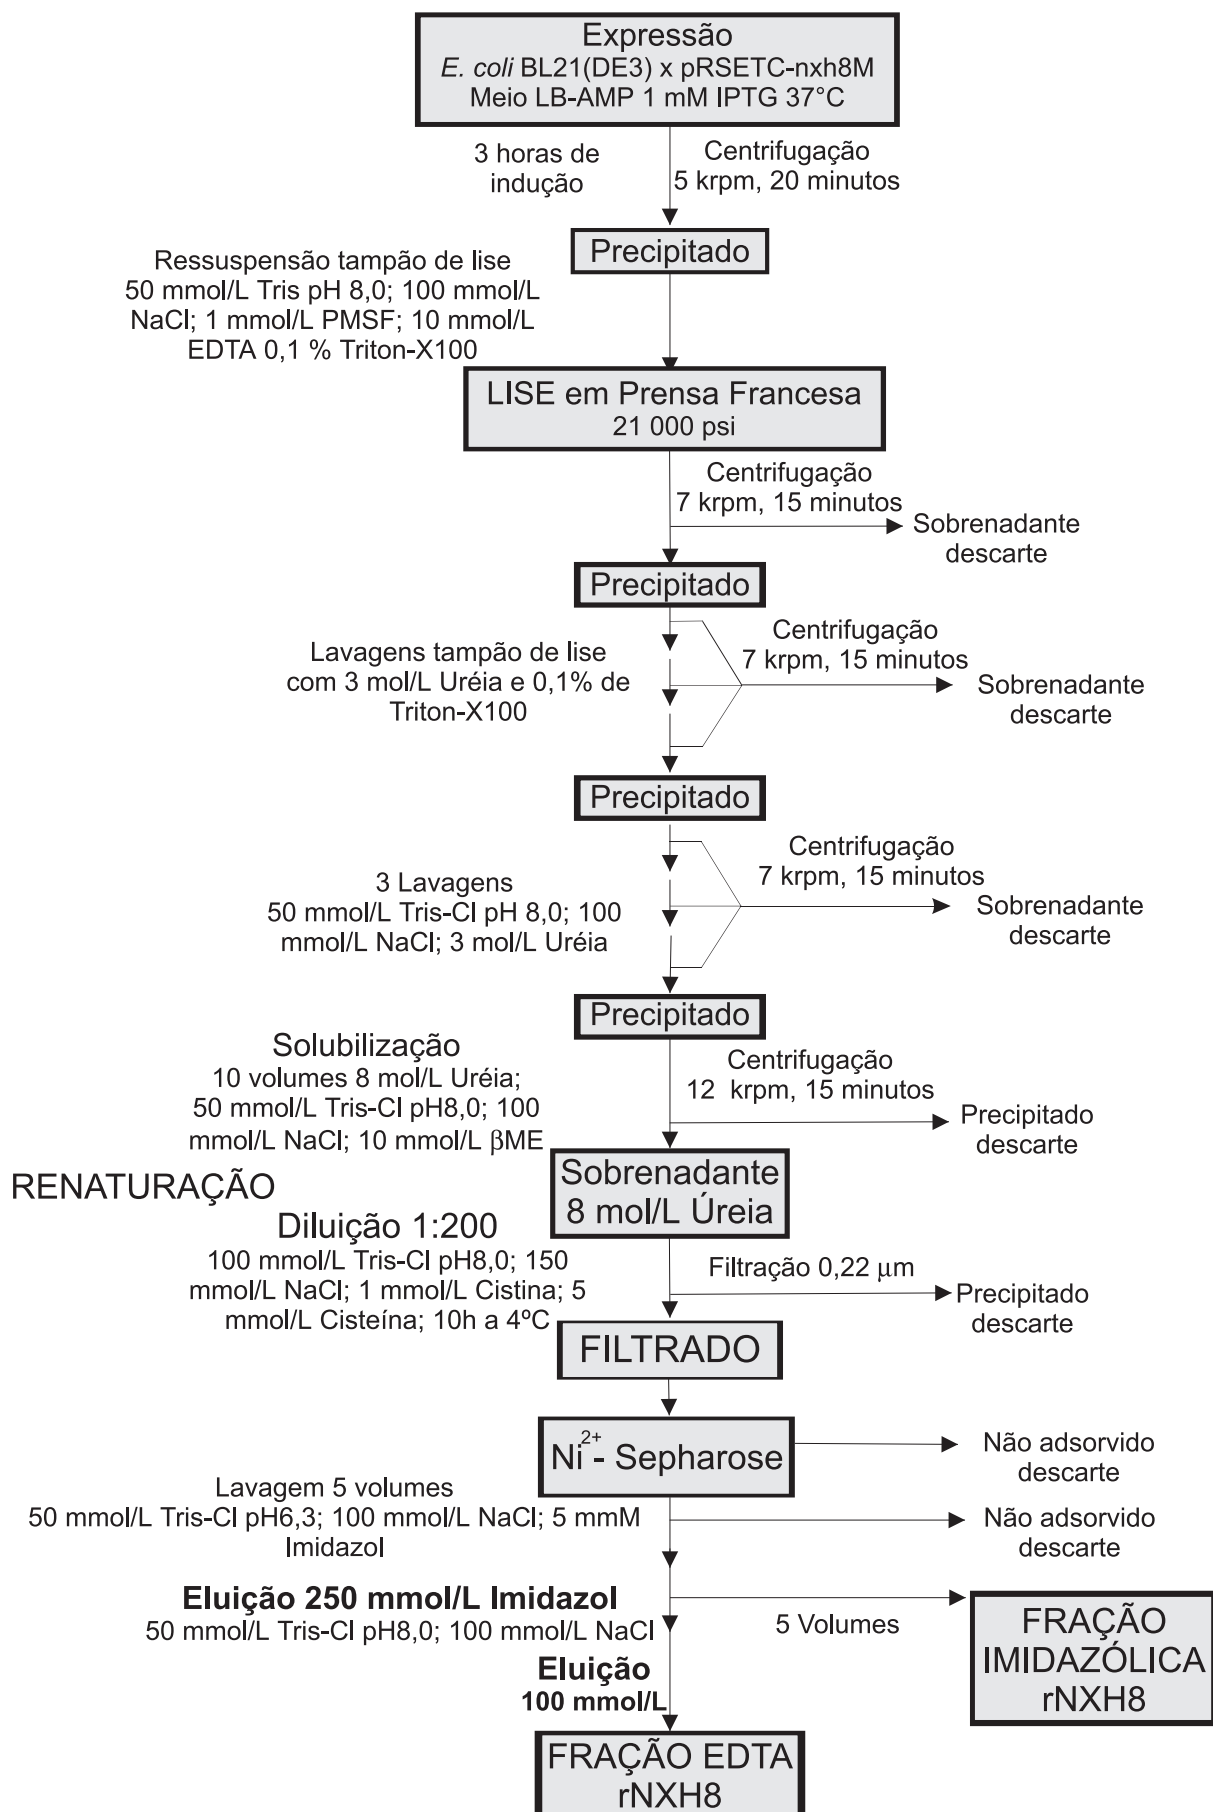 Expressão
E. coli BL21(DE3) x pRSETC-nxh8M
Meio LB-AMP 1 mM IPTG 37°C
3 horas de
indução
Centrifugação
5 krpm, 20 minutos
Precipitado
Ressuspensão tampão de lise
50 mmol/L Tris pH 8,0; 100 mmol/L
NaCl; 1 mmol/L PMSF; 10 mmol/L
EDTA 0,1 % Triton-X100
LISE em Prensa Francesa
21 000 psi
Centrifugação
7 krpm, 15 minutos
Sobrenadante
descarte
Precipitado
Lavagens tampão de lise
com 3 mol/L Uréia e 0,1% de
Triton-X100
Centrifugação
7 krpm, 15 minutos
Sobrenadante
descarte
Precipitado
3 Lavagens
50 mmol/L Tris-Cl pH 8,0; 100
mmol/L NaCl; 3 mol/L Uréia
Centrifugação
7 krpm, 15 minutos
Sobrenadante
descarte
Precipitado
Solubilização
10 volumes 8 mol/L Uréia;
50 mmol/L Tris-Cl pH8,0; 100
mmol/L NaCl; 10 mmol/L βME
Centrifugação
12 krpm, 15 minutos
Precipitado
descarte
Sobrenadante
8 mol/L Úreia
RENATURAÇÃO
Diluição 1:200
100 mmol/L Tris-Cl pH8,0; 150
mmol/L NaCl; 1 mmol/L Cistina; 5
mmol/L Cisteína; 10h a 4ºC
Filtração 0,22 μm
Precipitado
descarte
FILTRADO
Ni2+- Sepharose
Não adsorvido
descarte
Lavagem 5 volumes
50 mmol/L Tris-Cl pH6,3; 100 mmol/L NaCl; 5 mmM
Imidazol
Não adsorvido
descarte
Eluição 250 mmol/L Imidazol
50 mmol/L Tris-Cl pH8,0; 100 mmol/L NaCl
5 Volumes
FRAÇÃO
IMIDAZÓLICA
rNXH8
Eluição
100 mmol/L
FRAÇÃO EDTA
rNXH8